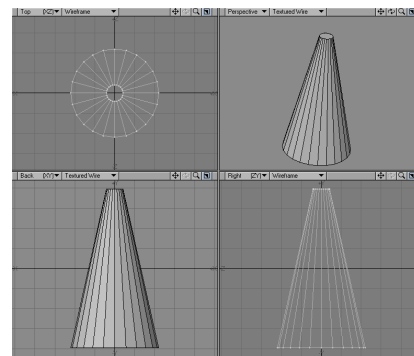 Top (XZ) Wireframe
Perspective Textured Wire
Back (XY) Textured Wire
Right (ZY) Wireframe